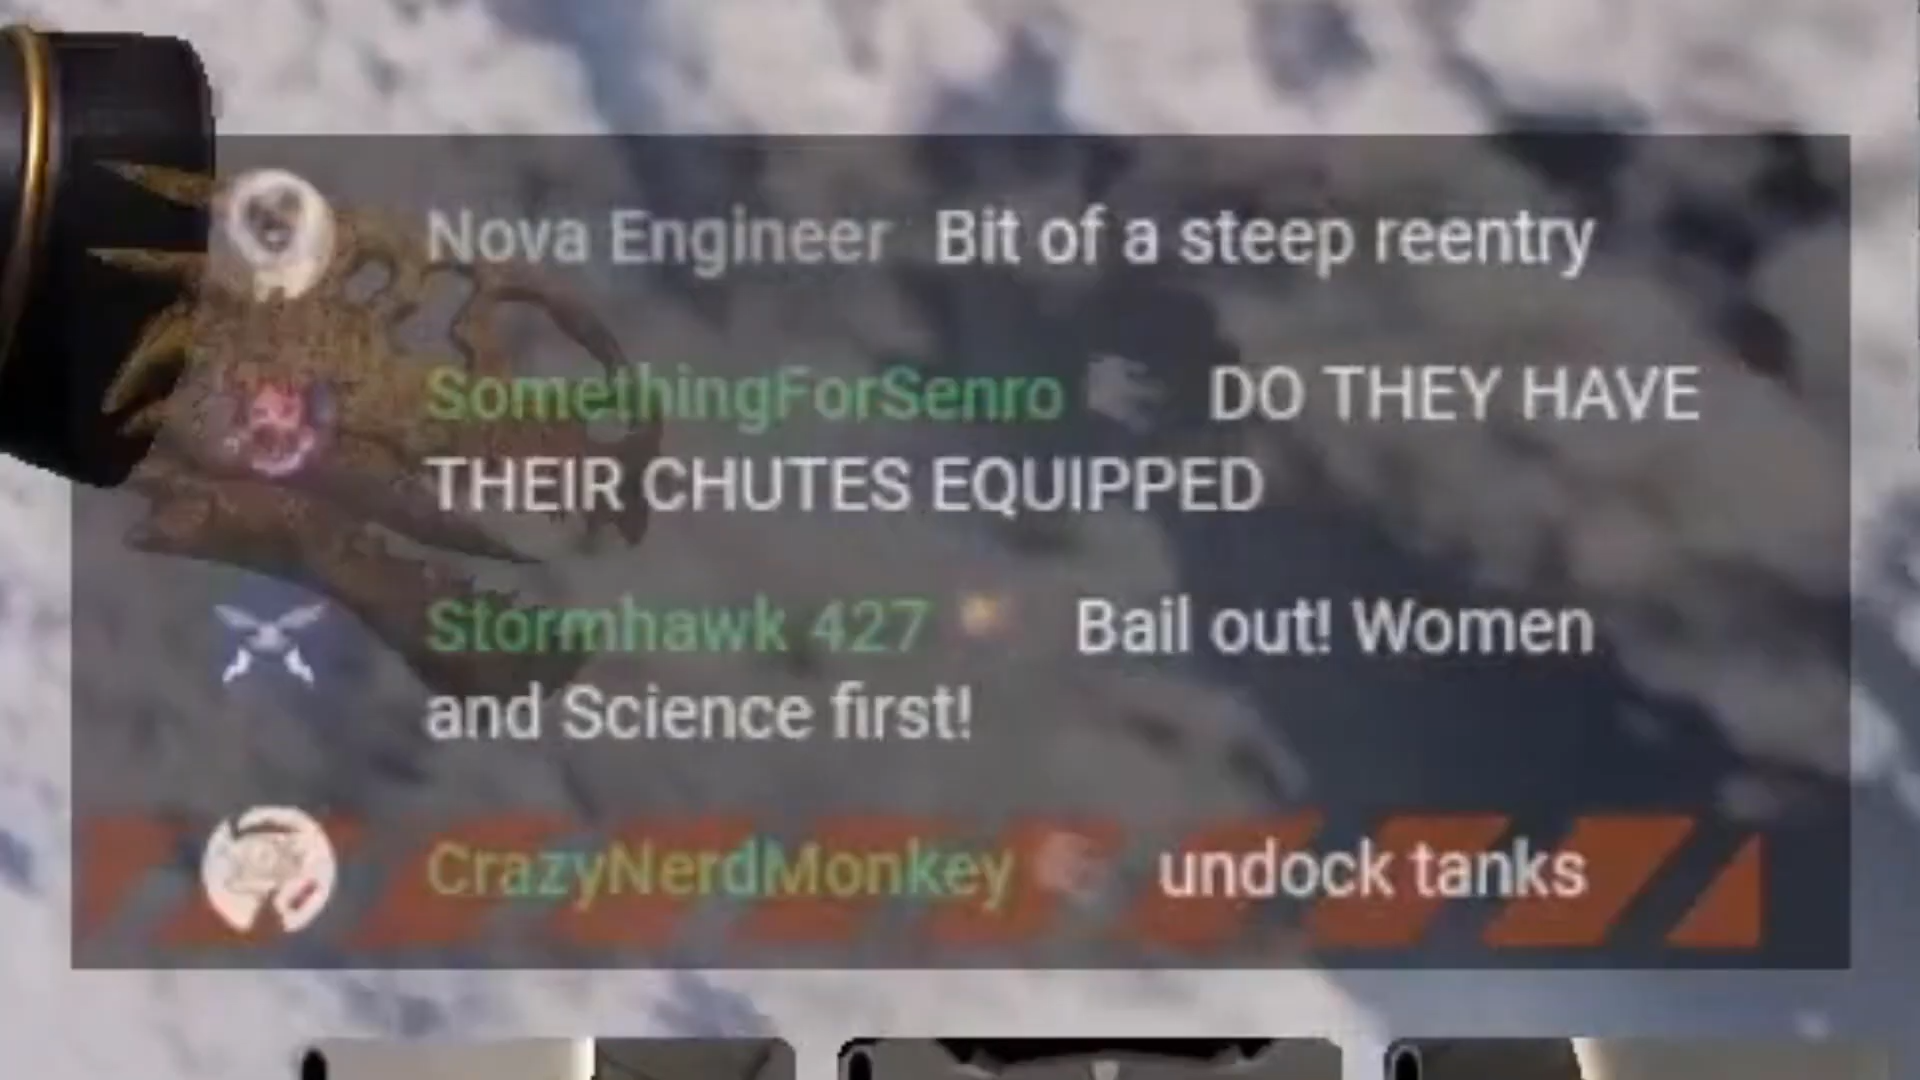 Nova Engineer Bit of a steep reentry
SomethingForSenro DO THEY HAVE
THEIR CHUTES EQUIPPED
Stormhawk 427 Bail out! Women
and Science first!
CrazyNerdMonkey undock tanks